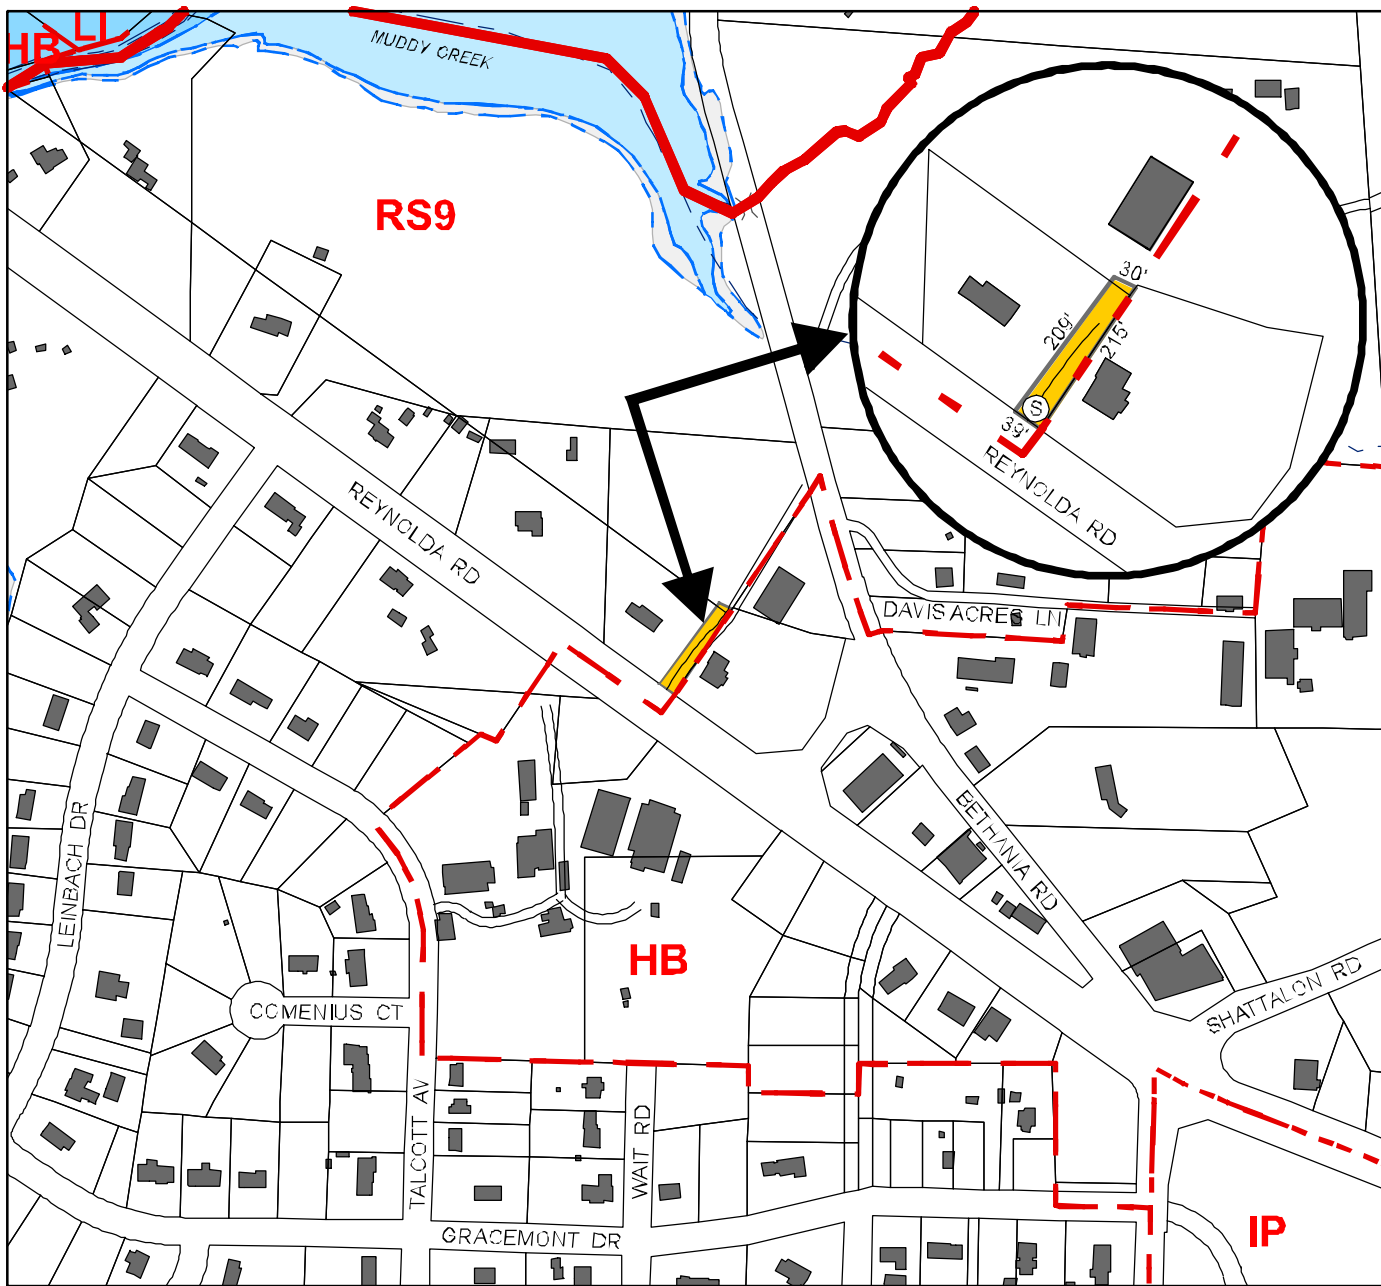 LI
HB
MUDDY CREEK
RS9
30'
209'
215'
S
39'
REYNOLDA RD
REYNOLDA RD
DAVIS ACRES LN
LEINBACH DR
BETHANIA RD
HB
SHATTALON RD
COMENIUS CT
TALCOTT AV
WAIT RD
GRACEMONT DR
IP